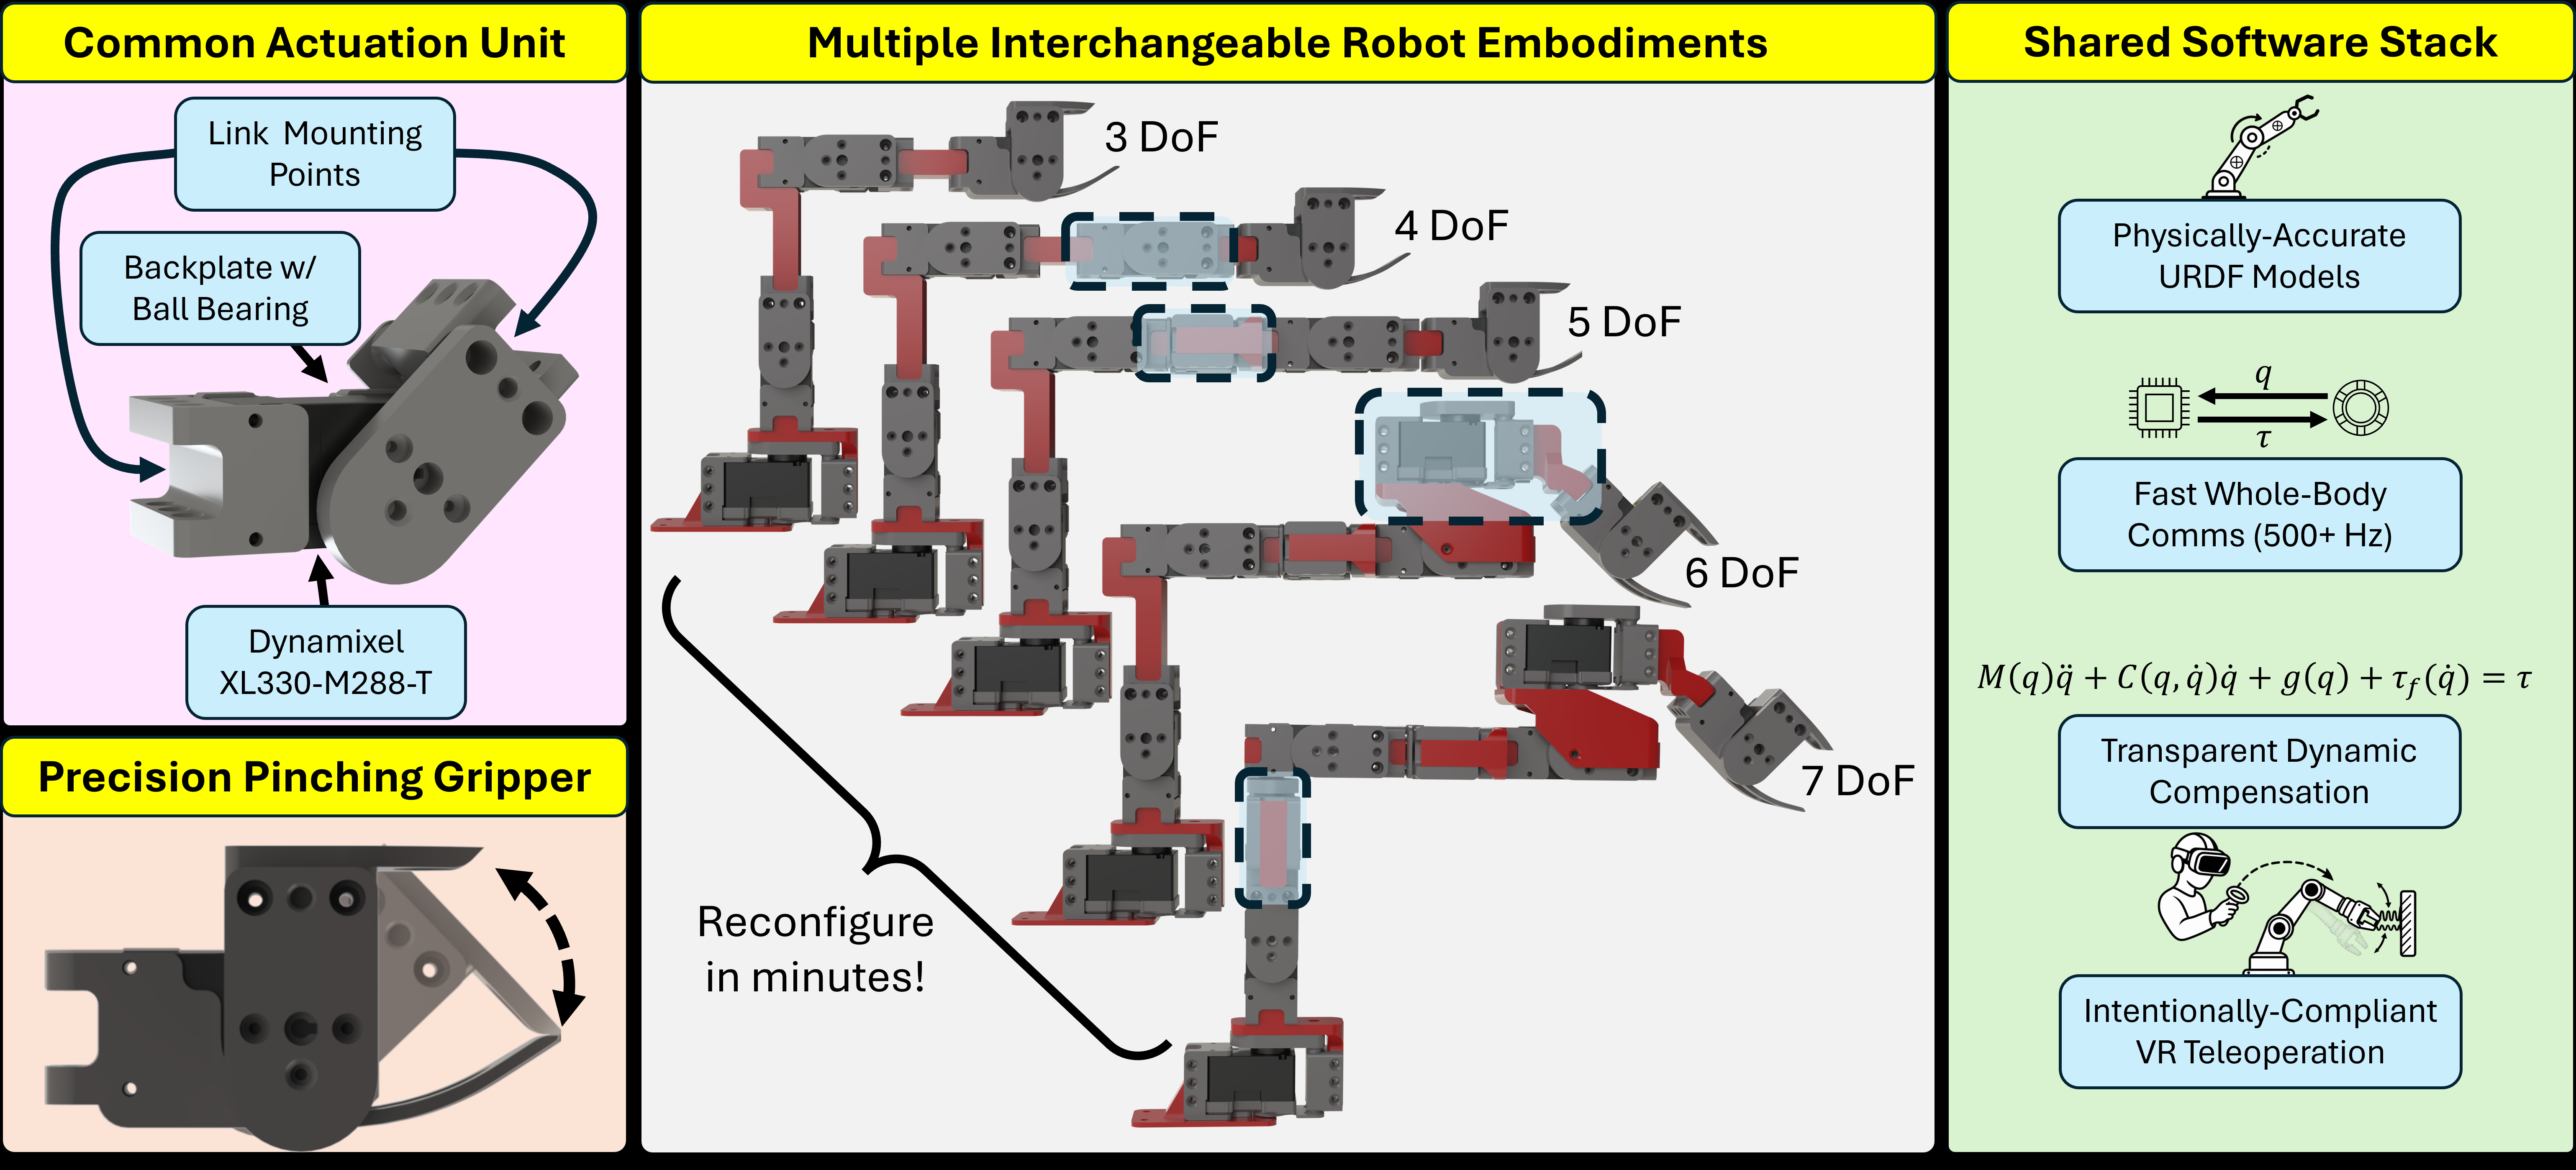 Common Actuation Unit
Link Mounting
Points
Backplate w/
Ball Bearing
Dynamixel
XL330-M288-T
Precision Pinching Gripper
Multiple Interchangeable Robot Embodiments
3 DoF
4 DoF
5 DoF
6 DoF
7 DoF
Reconfigure
in minutes!
Shared Software Stack
Physically-Accurate
URDF Models
q
τ
Fast Whole-Body
Comms (500+ Hz)
M(q)q̈ + C(q, q̇)q̇ + g(q) + τ_f(q̇) = τ
Transparent Dynamic
Compensation
Intentionally-Compliant
VR Teleoperation